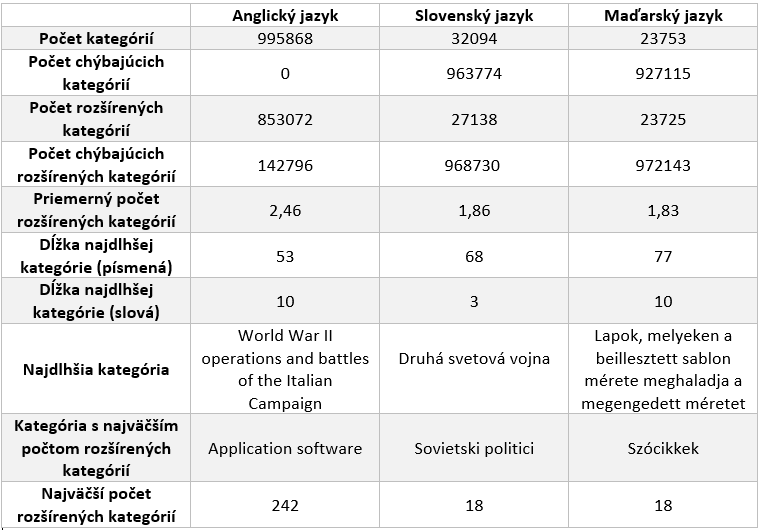 Anglický jazyk Slovenský jazyk Maďarský jazyk
Počet kategórií 995868 32094 23753
Počet chýbajúcich
kategórií 0 963774 927115
Počet rozšírených
kategórií 853072 27138 23725
Počet chýbajúcich
rozšírených kategórií 142796 968730 972143
Priemerný počet
rozšírených kategórií 2,46 1,86 1,83
Dĺžka najdlhšej
kategórie (písmená) 53 68 77
Dĺžka najdlhšej
kategórie (slová) 10 3 10
Najdlhšia kategória
World War II
operations and battles
of the Italian
Campaign
Druhá svetová vojna
Lapok, melyeken a
beillesztett sablon
mérete meghaladja a
megengedett méretet
Kategória s najväčším
počtom rozšírených
kategórií
Application software Sovietski politici Szócikkek
Najväčší počet
rozšírených kategórií 242 18 18